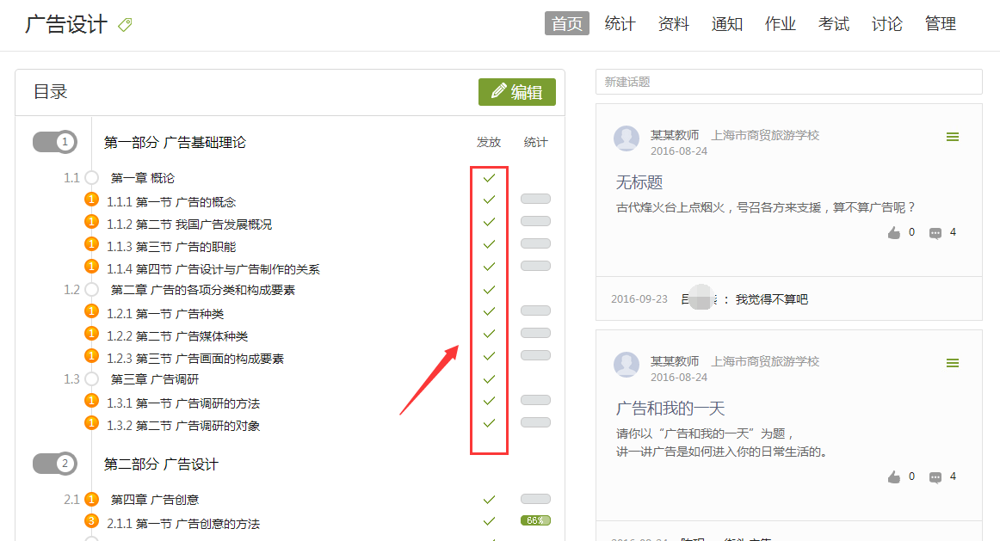 广告设计
首页 统计 资料 通知 作业 考试 讨论 管理
目录
编辑
1 第一部分 广告基础理论 发放 统计
1.1 第一章 概论
1 1.1.1 第一节 广告的概念
1 1.1.2 第二节 我国广告发展概况
1 1.1.3 第三节 广告的职能
1 1.1.4 第四节 广告设计与广告制作的关系
1.2 第二章 广告的各项分类和构成要素
1 1.2.1 第一节 广告种类
1 1.2.2 第二节 广告媒体种类
1 1.2.3 第三节 广告画面的构成要素
1.3 第三章 广告调研
1 1.3.1 第一节 广告调研的方法
1 1.3.2 第二节 广告调研的对象
2 第二部分 广告设计
2.1 1 第四章 广告创意
3 2.1.1 第一节 广告创意的方法 66%
新建话题
某某教师 上海市商贸旅游学校
2016-08-24
无标题
古代烽火台上点烟火，号召各方来支援，算不算广告呢？
0 4
2016-09-23 ： 我觉得不算吧
某某教师 上海市商贸旅游学校
2016-08-24
广告和我的一天
请你以“广告和我的一天”为题，
讲一讲广告是如何进入你的日常生活的。
0 4